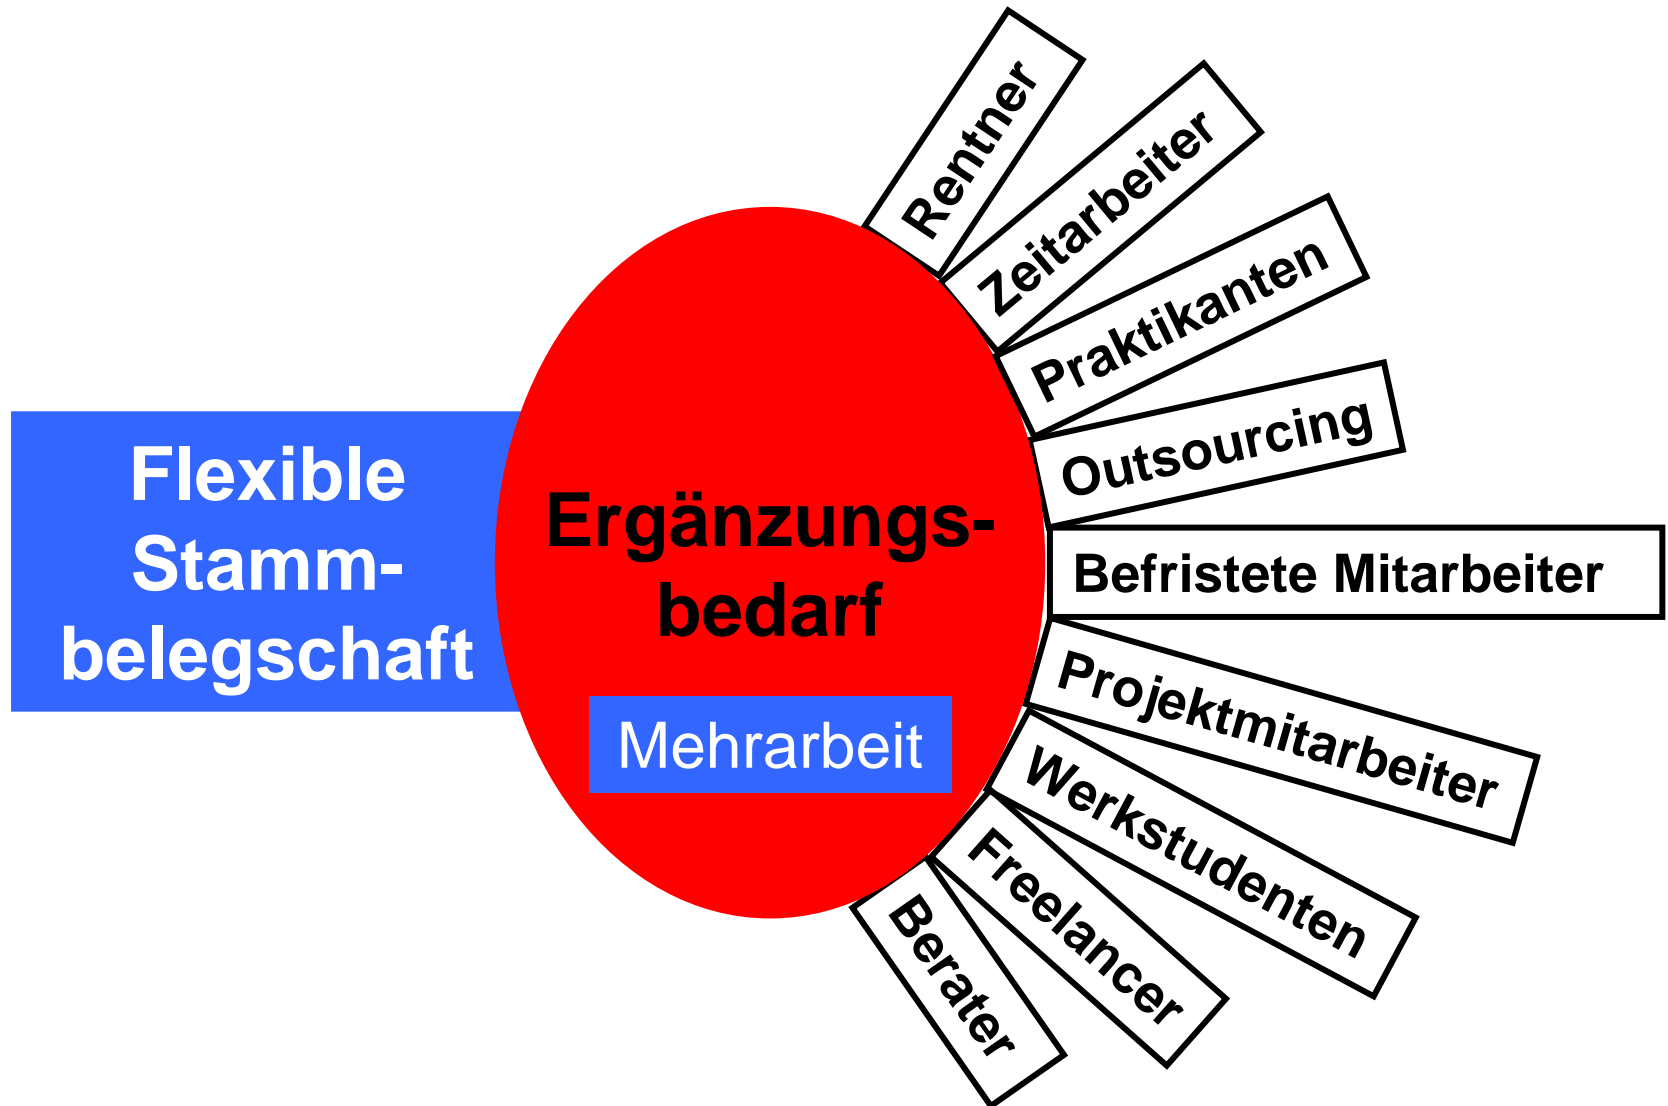 Flexible
Stamm-
belegschaft
Ergänzungs-
bedarf
Mehrarbeit
Rentner
Zeitarbeiter
Praktikanten
Outsourcing
Befristete Mitarbeiter
Projektmitarbeiter
Werkstudenten
Freelancer
Berater